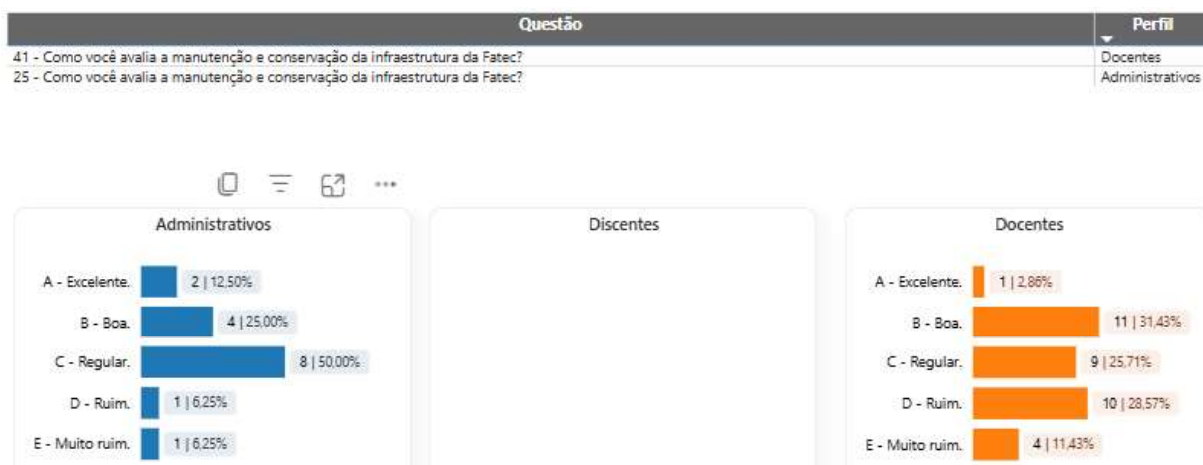 Questão Perfil
41 - Como você avalia a manutenção e conservação da infraestrutura da Fatec? Docentes
25 - Como você avalia a manutenção e conservação da infraestrutura da Fatec? Administrativos
Administrativos
A - Excelente. 2 | 12,50%
B - Boa. 4 | 25,00%
C - Regular. 8 | 50,00%
D - Ruim. 1 | 6,25%
E - Muito ruim. 1 | 6,25%
Discentes
Docentes
A - Excelente. 1 | 2,86%
B - Boa. 11 | 31,43%
C - Regular. 9 | 25,71%
D - Ruim. 10 | 28,57%
E - Muito ruim. 4 | 11,43%